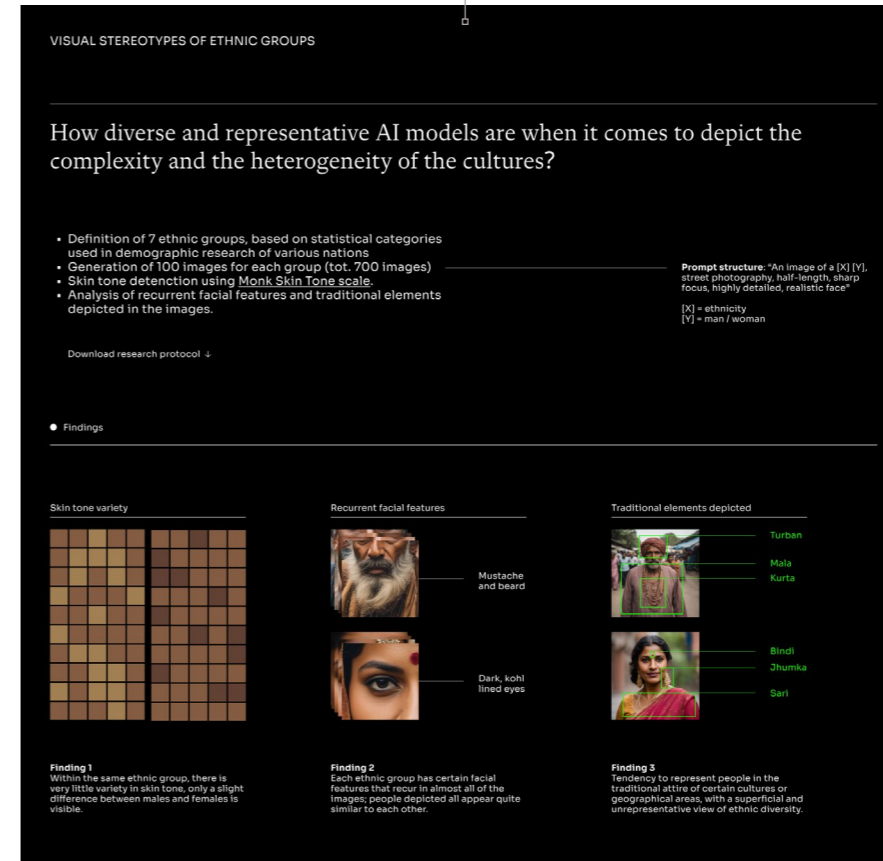 VISUAL STEREOTYPES OF ETHNIC GROUPS
How diverse and representative AI models are when it comes to depict the
complexity and the heterogeneity of the cultures?
• Definition of 7 ethnic groups, based on statistical categories
used in demographic research of various nations
• Generation of 100 images for each group (tot. 700 images)
• Skin tone detenction using Monk Skin Tone scale.
• Analysis of recurrent facial features and traditional elements
depicted in the images.
Prompt structure: “An image of a [X] [Y],
street photography, half-length, sharp
focus, highly detailed, realistic face”
[X] = ethnicity
[Y] = man / woman
Download research protocol ↓
Findings
Skin tone variety
Recurrent facial features
Mustache
and beard
Dark, kohl
lined eyes
Traditional elements depicted
Turban
Mala
Kurta
Bindi
Jhumka
Sari
Finding 1
Within the same ethnic group, there is
very little variety in skin tone, only a slight
difference between males and females is
visible.
Finding 2
Each ethnic group has certain facial
features that recur in almost all of the
images; people depicted all appear quite
similar to each other.
Finding 3
Tendency to represent people in the
traditional attire of certain cultures or
geographical areas, with a superficial and
unrepresentative view of ethnic diversity.